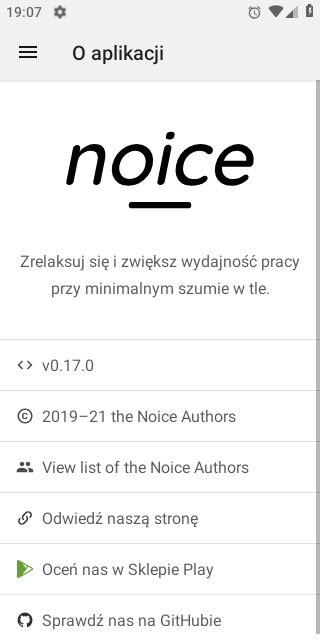 19:07
O aplikacji
noice
Zrelaksuj się i zwiększ wydajność pracy
przy minimalnym szumie w tle.
v0.17.0
2019–21 the Noice Authors
View list of the Noice Authors
Odwiedź naszą stronę
Oceń nas w Sklepie Play
Sprawdź nas na GitHubie